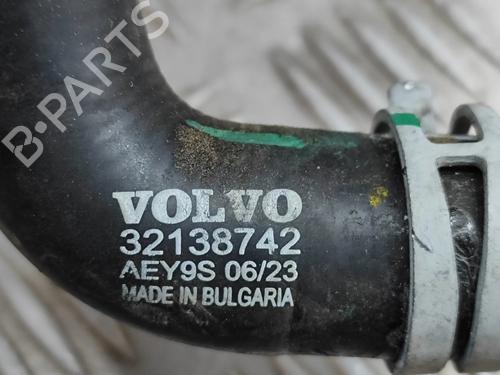 B-PARTS
VOLVO
32138742
AEY9S 06/23
MADE IN BULGARIA